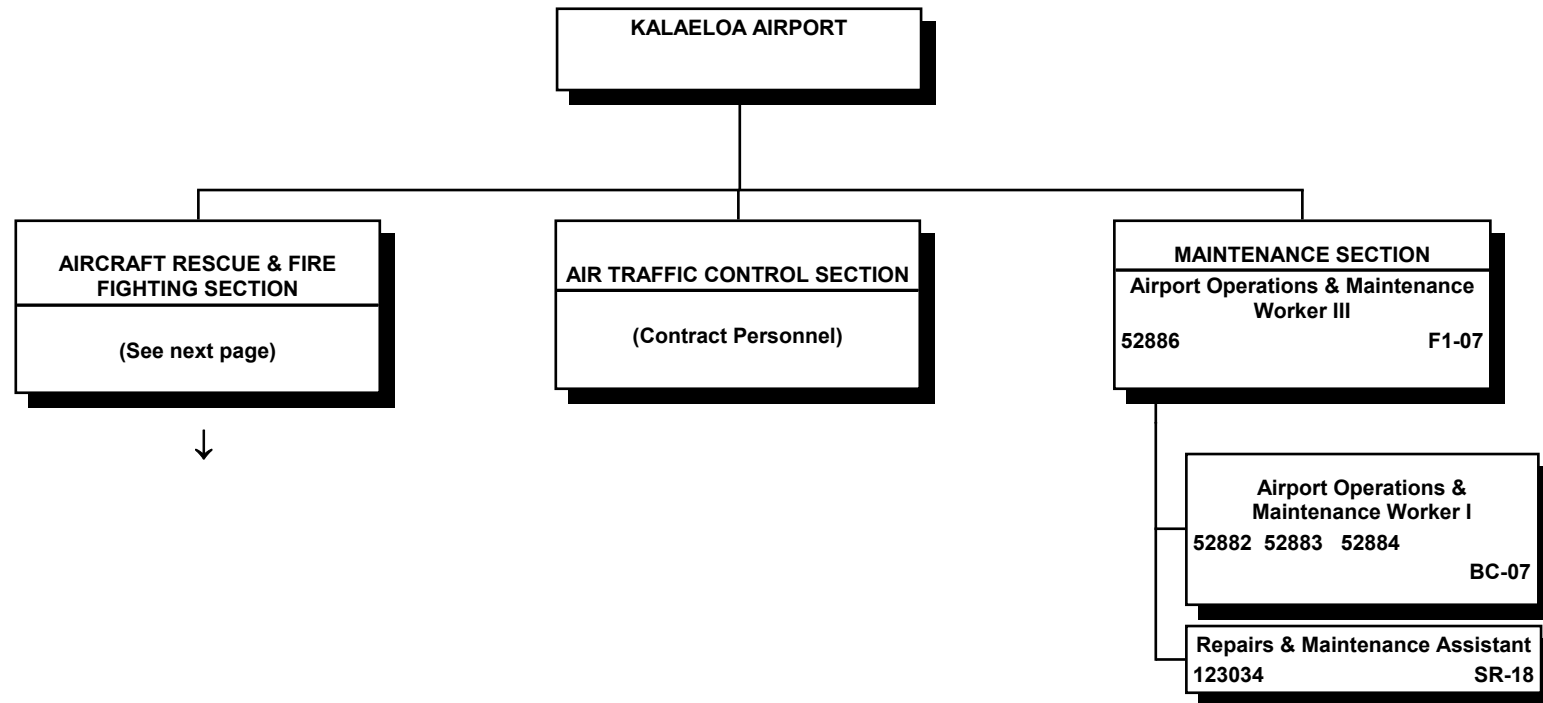 KALAELOA AIRPORT
AIRCRAFT RESCUE & FIRE
FIGHTING SECTION
(See next page)
↓
AIR TRAFFIC CONTROL SECTION
(Contract Personnel)
MAINTENANCE SECTION
Airport Operations & Maintenance
Worker III
52886 F1-07
Airport Operations &
Maintenance Worker I
52882 52883 52884
BC-07
Repairs & Maintenance Assistant
123034 SR-18